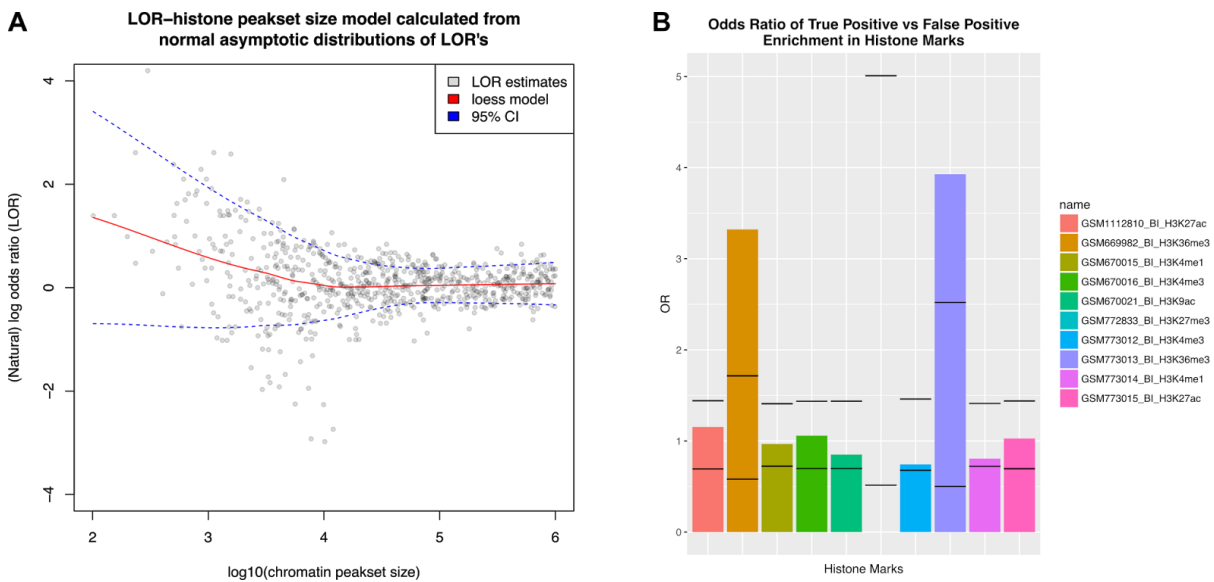 A
LOR−histone peakset size model calculated from
normal asymptotic distributions of LOR's
LOR estimates
loess model
95% CI
(Natural) log odds ratio (LOR)
4
2
0
−2
−4
2
3
4
5
6
log10(chromatin peakset size)
B
Odds Ratio of True Positive vs False Positive
Enrichment in Histone Marks
OR
5
4
3
2
1
0
Histone Marks
name
GSM1112810_BI_H3K27ac
GSM669982_BI_H3K36me3
GSM670015_BI_H3K4me1
GSM670016_BI_H3K4me3
GSM670021_BI_H3K9ac
GSM772833_BI_H3K27me3
GSM773012_BI_H3K4me3
GSM773013_BI_H3K36me3
GSM773014_BI_H3K4me1
GSM773015_BI_H3K27ac